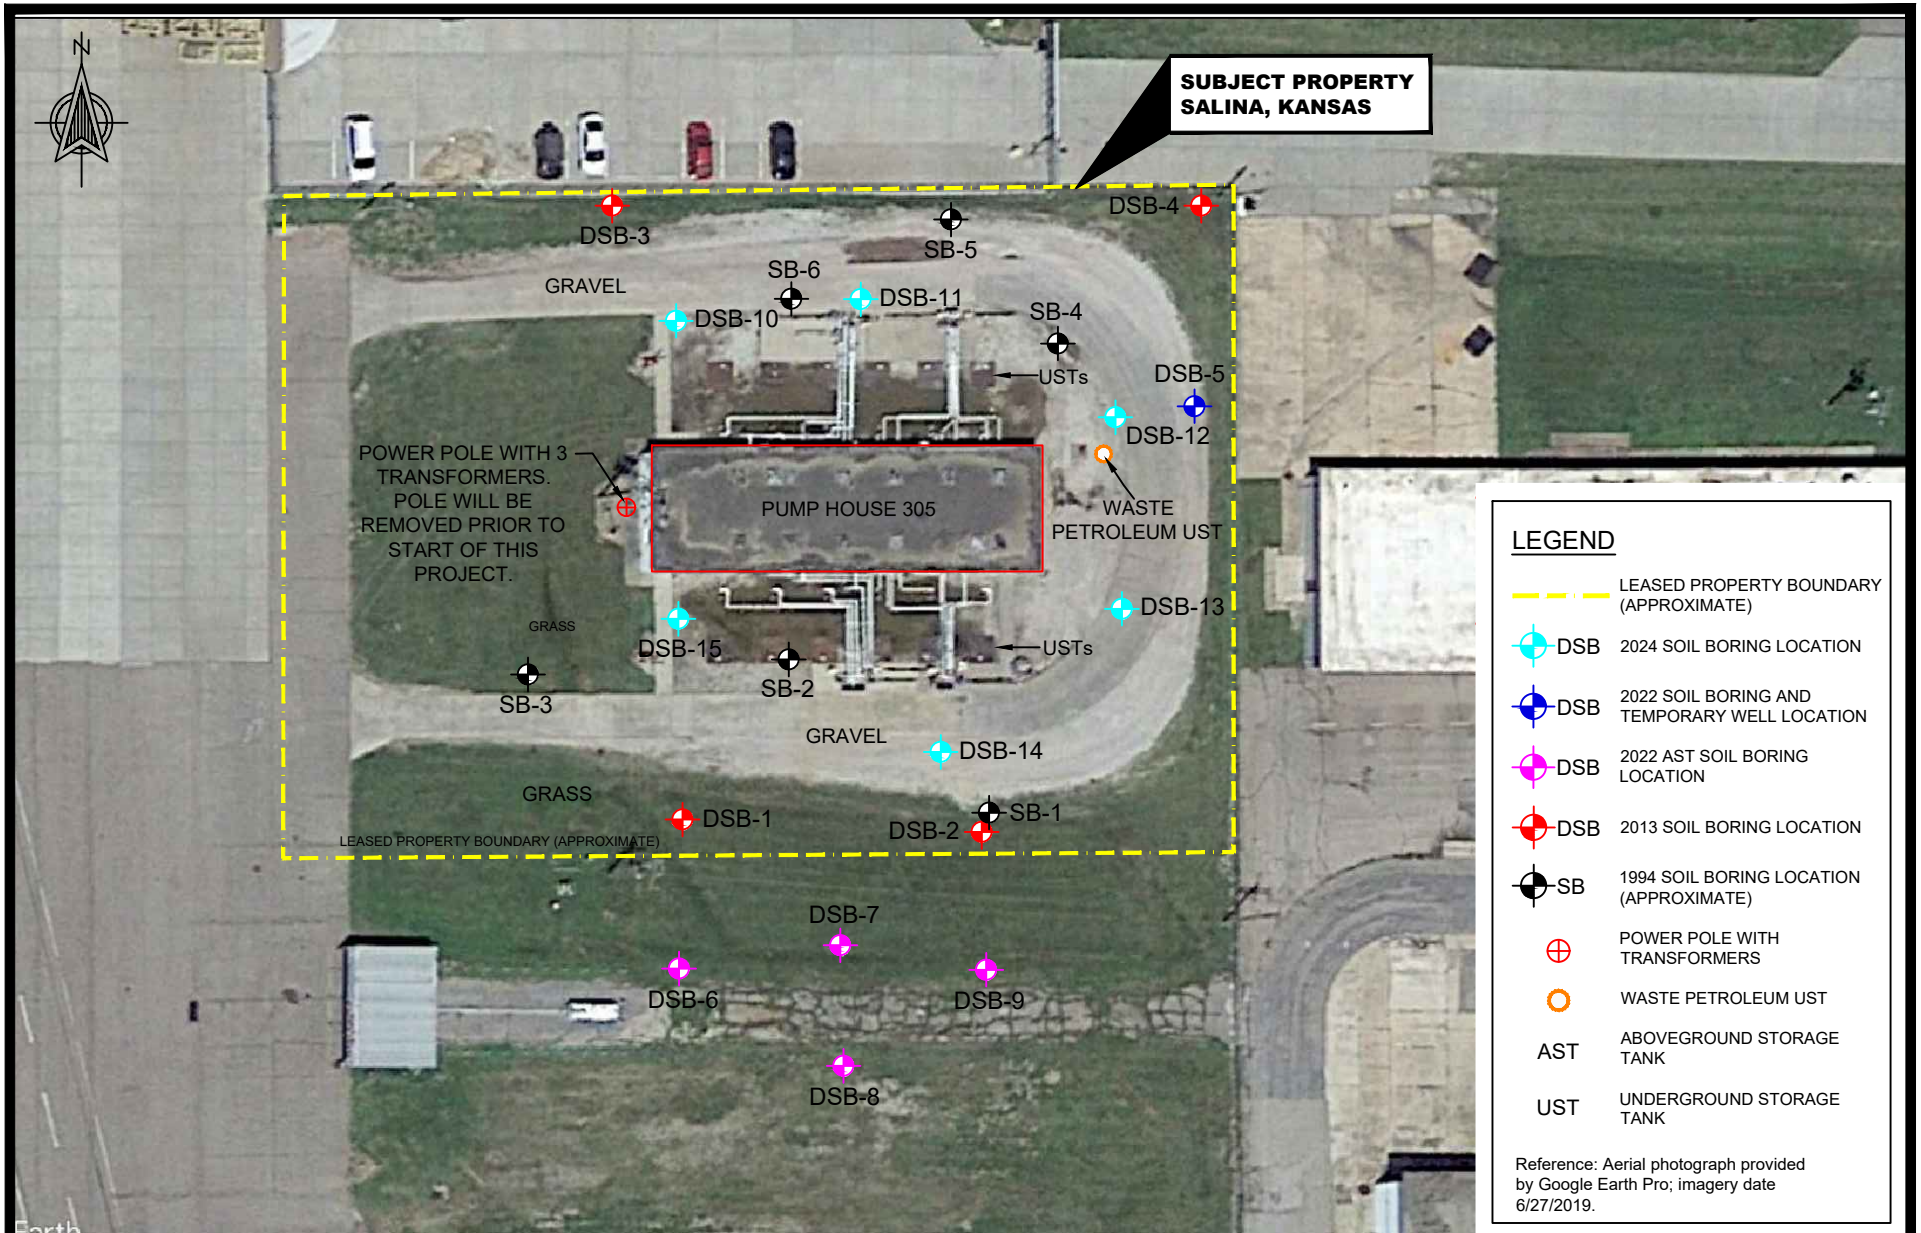 N
SUBJECT PROPERTY
SALINA, KANSAS
DSB-3
DSB-4
SB-5
GRAVEL
SB-6
DSB-11
DSB-10
SB-4
USTs
DSB-5
DSB-12
POWER POLE WITH 3
TRANSFORMERS.
POLE WILL BE
REMOVED PRIOR TO
START OF THIS
PROJECT.
PUMP HOUSE 305
WASTE
PETROLEUM UST
DSB-13
GRASS
DSB-15
USTs
SB-2
SB-3
GRAVEL
DSB-14
GRASS
DSB-1
DSB-2
SB-1
LEASED PROPERTY BOUNDARY (APPROXIMATE)
DSB-7
DSB-6
DSB-9
DSB-8
LEGEND
LEASED PROPERTY BOUNDARY
(APPROXIMATE)
DSB 2024 SOIL BORING LOCATION
DSB 2022 SOIL BORING AND
TEMPORARY WELL LOCATION
DSB 2022 AST SOIL BORING
LOCATION
DSB 2013 SOIL BORING LOCATION
SB 1994 SOIL BORING LOCATION
(APPROXIMATE)
POWER POLE WITH
TRANSFORMERS
WASTE PETROLEUM UST
AST ABOVEGROUND STORAGE
TANK
UST UNDERGROUND STORAGE
TANK
Reference: Aerial photograph provided
by Google Earth Pro; imagery date
6/27/2019.
Earth